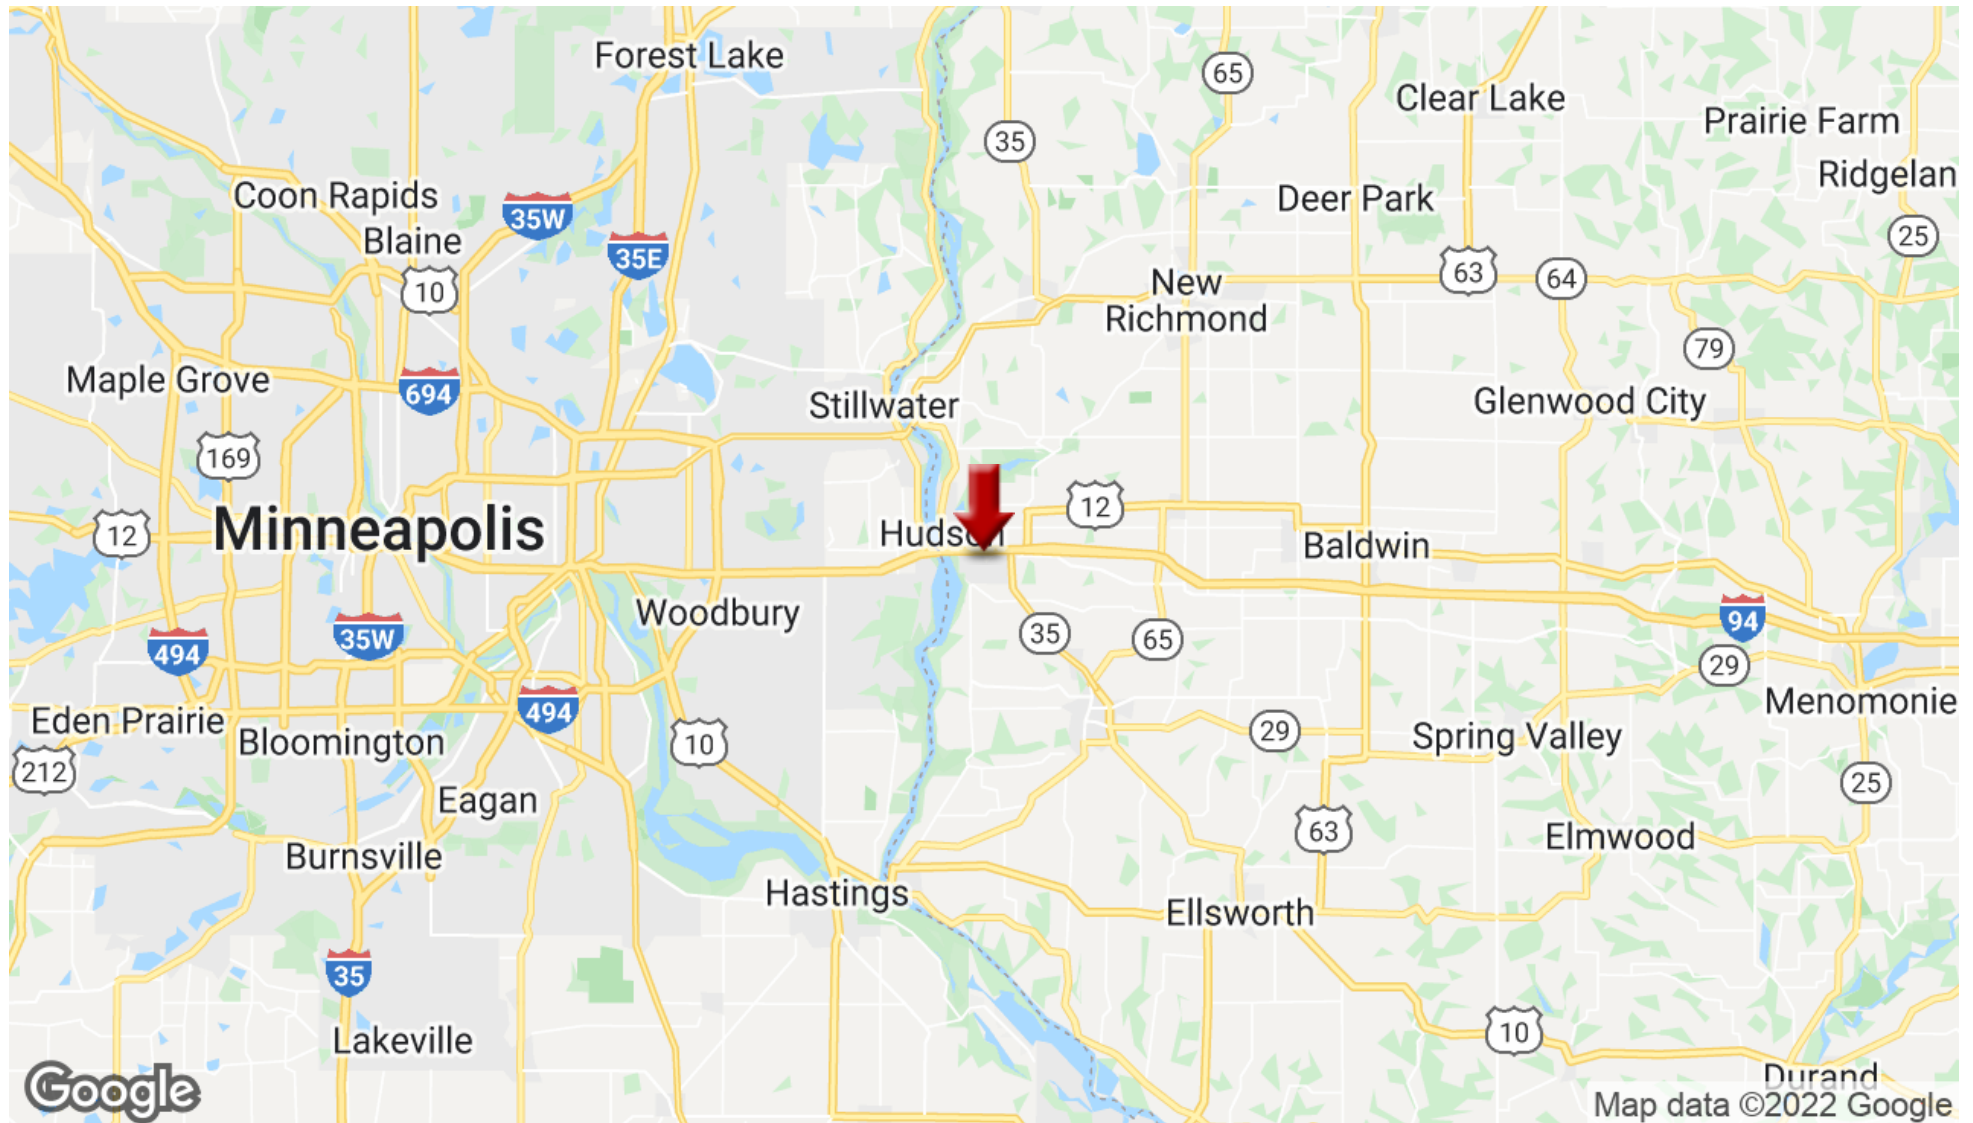 Forest Lake
65
Clear Lake
Prairie Farm
35
Ridgelan
Coon Rapids
35W
Deer Park
Blaine
25
35E
63
64
10
New
Richmond
79
Maple Grove
694
Stillwater
Glenwood City
169
12
Minneapolis
12
Hudson
Baldwin
Woodbury
94
35W
35
65
494
29
Menomonie
494
Eden Prairie
Bloomington
10
29
Spring Valley
212
25
Eagan
63
Elmwood
Burnsville
Hastings
Ellsworth
35
10
Lakeville
Durand
Google
Map data ©2022 Google